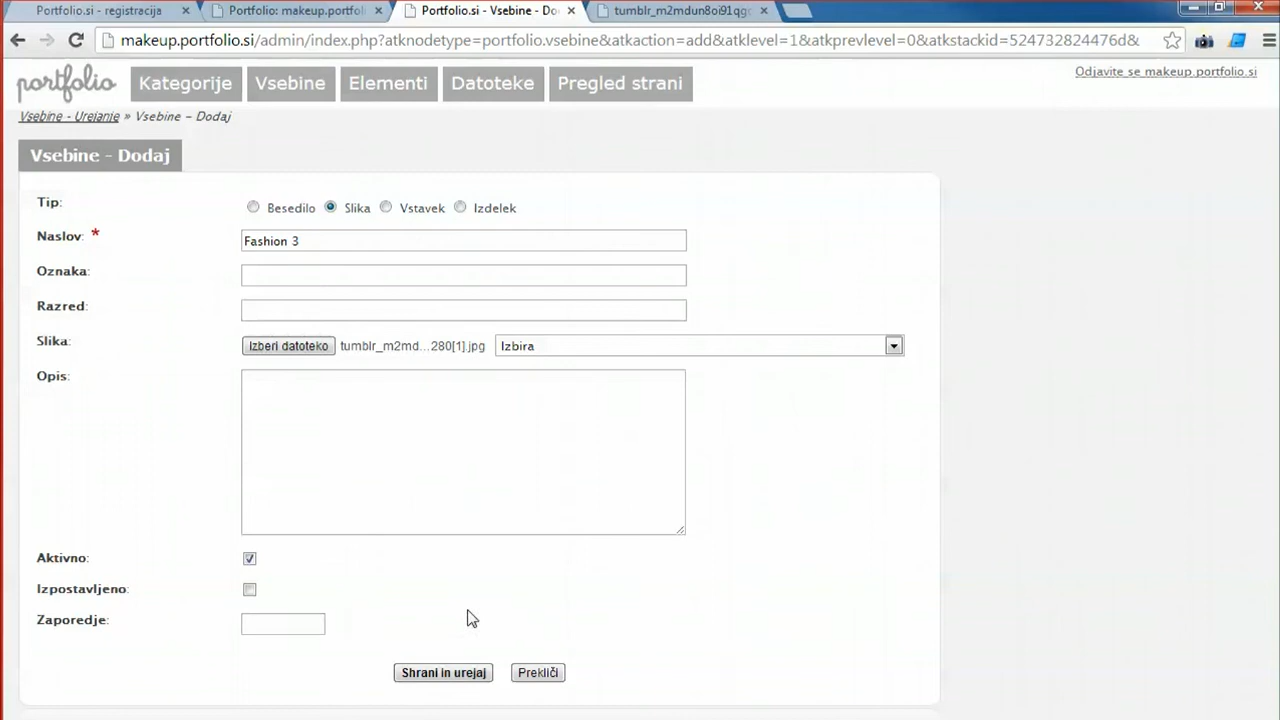 Portfolio.si - registracija
Portfolio: makeup.portfoli
Portfolio.si - Vsebine - Do
tumblr_m2mdun8oi91qg
makeup.portfolio.si/admin/index.php?atknodetype=portfolio.vsebine&atkaction=add&atklevel=1&atkprevlevel=0&atkstackid=524732824476d&
portfolio
Kategorije
Vsebine
Elementi
Datoteke
Pregled strani
Odjavite se makeup.portfolio.si
Vsebine - Urejanje » Vsebine – Dodaj
Vsebine – Dodaj
Tip: Besedilo Slika Vstavek Izdelek
Naslov: * Fashion 3
Oznaka:
Razred:
Slika: Izberi datoteko tumblr_m2md...280[1].jpg Izbira
Opis:
Aktivno:
Izpostavljeno:
Zaporedje:
Shrani in urejaj Prekliči